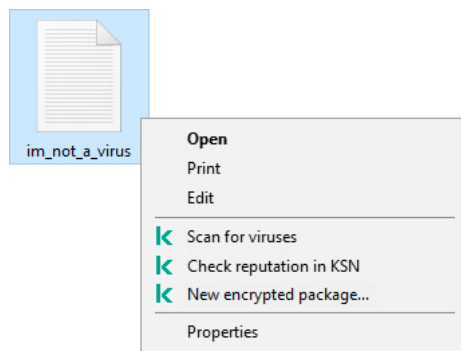 im_not_a_virus
Open
Print
Edit
Scan for viruses
Check reputation in KSN
New encrypted package...
Properties